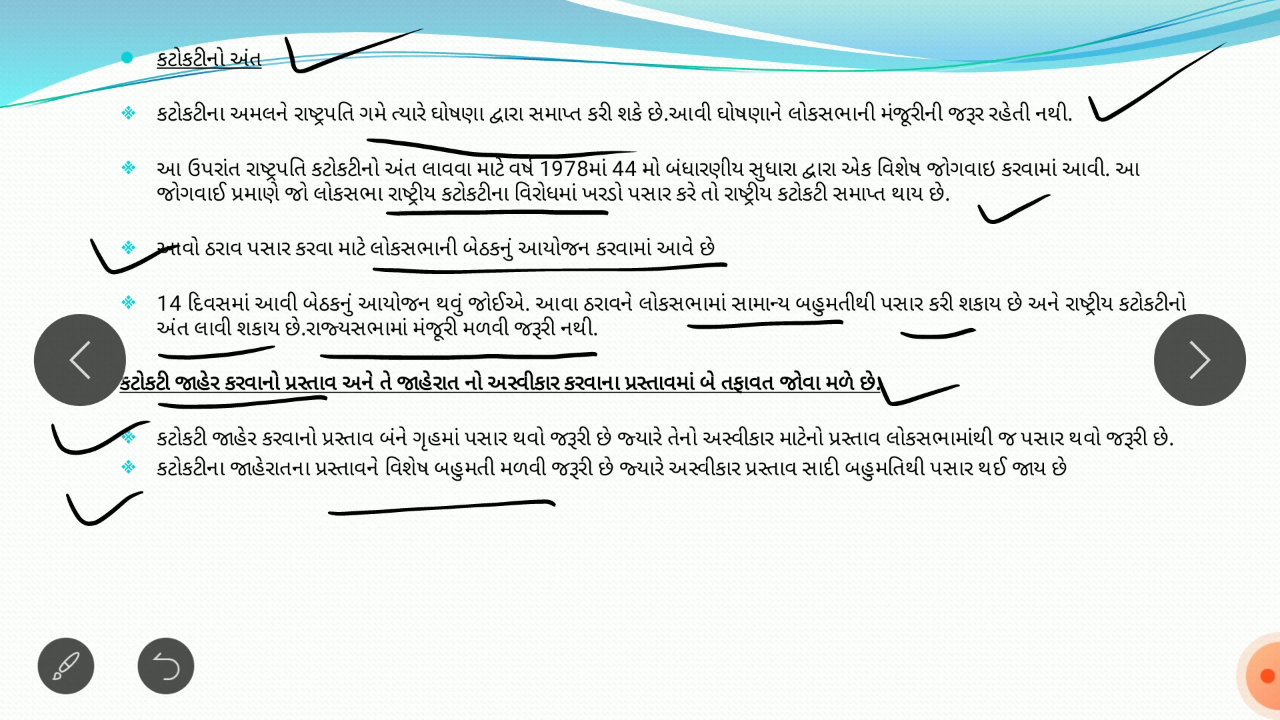 કટોકટીનો અંત
કટોકટીના અમલને રાષ્ટ્રપતિ ગમે ત્યારે ઘોષણા દ્વારા સમાપ્ત કરી શકે છે.આવી ઘોષણાને લોકસભાની મંજૂરીની જરૂર રહેતી નથી.
આ ઉપરાંત રાષ્ટ્રપતિ કટોકટીનો અંત લાવવા માટે વર્ષ 1978માં 44 મો બંધારણીય સુધારા દ્વારા એક વિશેષ જોગવાઇ કરવામાં આવી. આ
જોગવાઈ પ્રમાણે જો લોકસભા રાષ્ટ્રીય કટોકટીના વિરોધમાં ખરડો પસાર કરે તો રાષ્ટ્રીય કટોકટી સમાપ્ત થાય છે.
આવો ઠરાવ પસાર કરવા માટે લોકસભાની બેઠકનું આયોજન કરવામાં આવે છે
14 દિવસમાં આવી બેઠકનું આયોજન થવું જોઈએ. આવા ઠરાવને લોકસભામાં સામાન્ય બહુમતીથી પસાર કરી શકાય છે અને રાષ્ટ્રીય કટોકટીનો
અંત લાવી શકાય છે.રાજ્યસભામાં મંજૂરી મળવી જરૂરી નથી.
કટોકટી જાહેર કરવાનો પ્રસ્તાવ અને તે જાહેરાત નો અસ્વીકાર કરવાના પ્રસ્તાવમાં બે તફાવત જોવા મળે છે.
કટોકટી જાહેર કરવાનો પ્રસ્તાવ બંને ગૃહમાં પસાર થવો જરૂરી છે જ્યારે તેનો અસ્વીકાર માટેનો પ્રસ્તાવ લોકસભામાંથી જ પસાર થવો જરૂરી છે.
કટોકટીના જાહેરાતના પ્રસ્તાવને વિશેષ બહુમતી મળવી જરૂરી છે જ્યારે અસ્વીકાર પ્રસ્તાવ સાદી બહુમતિથી પસાર થઈ જાય છે